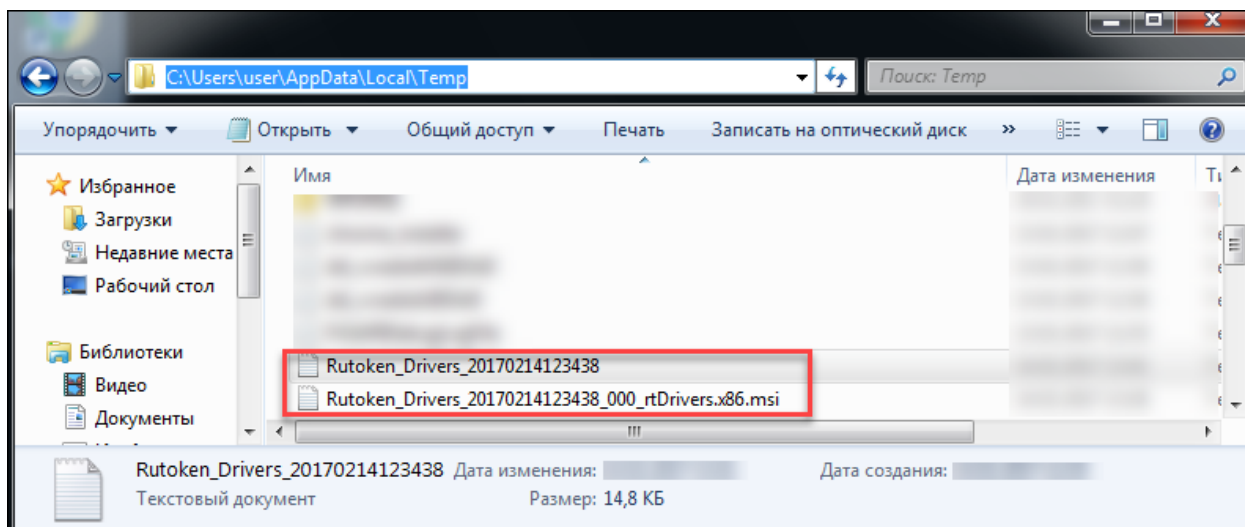 C:\Users\user\AppData\Local\Temp
Поиск: Temp
Упорядочить Открыть Общий доступ Печать Записать на оптический диск »
Избранное
Загрузки
Недавние места
Рабочий стол
Библиотеки
Видео
Документы
Имя Дата изменения
Rutoken_Drivers_20170214123438
Rutoken_Drivers_20170214123438_000_rtDrivers.x86.msi
Rutoken_Drivers_20170214123438 Дата изменения: Дата создания:
Текстовый документ Размер: 14,8 КБ